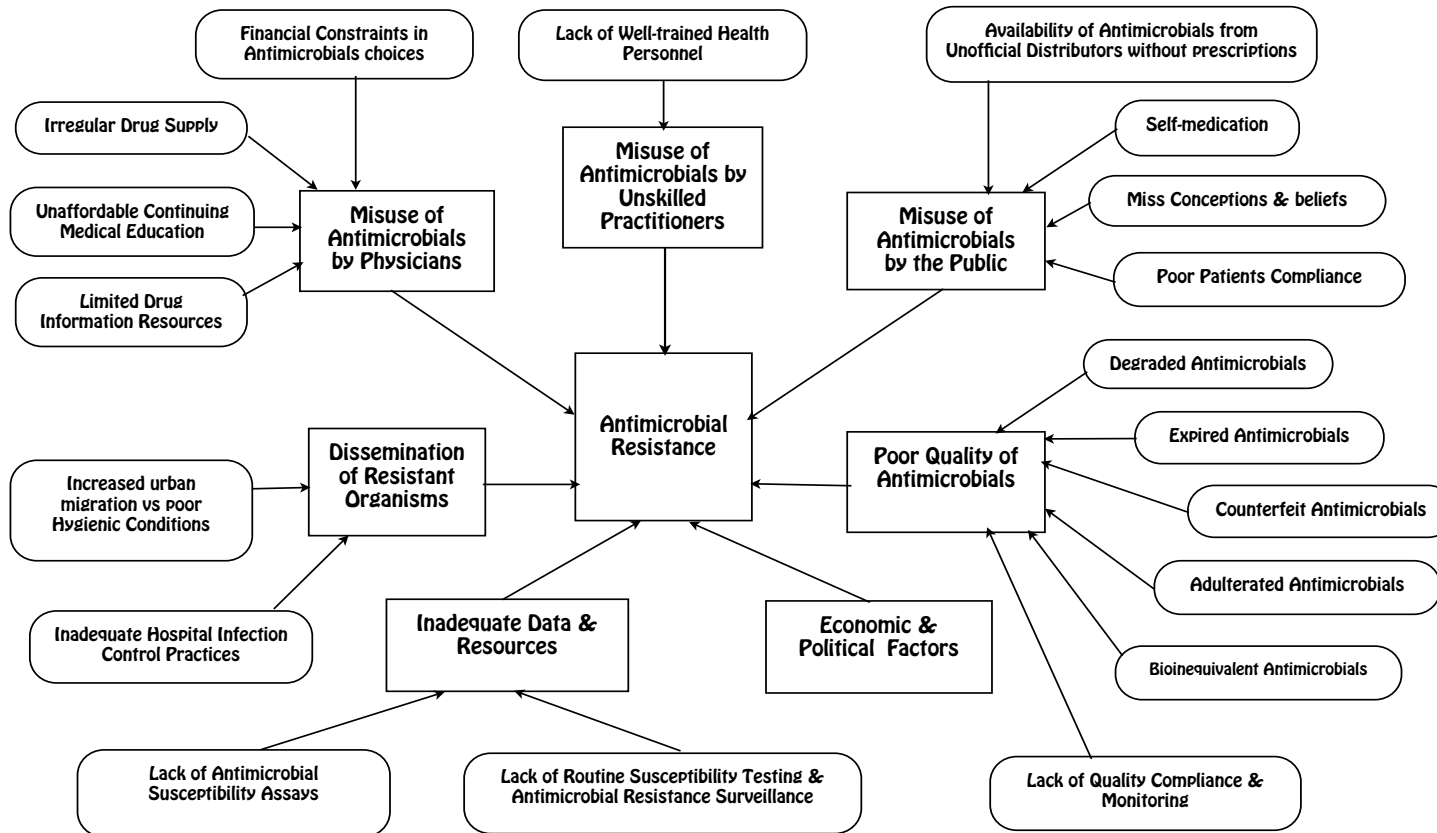 Financial Constraints in
Antimicrobials choices
Lack of Well-trained Health
Personnel
Availability of Antimicrobials from
Unofficial Distributors without prescriptions
Irregular Drug Supply
Self-medication
Misuse of
Antimicrobials by
Unskilled
Practitioners
Unaffordable Continuing
Medical Education
Misuse of
Antimicrobials
by Physicians
Misuse of
Antimicrobials
by the Public
Miss Conceptions & beliefs
Limited Drug
Information Resources
Poor Patients Compliance
Degraded Antimicrobials
Antimicrobial
Resistance
Dissemination
of Resistant
Organisms
Poor Quality of
Antimicrobials
Expired Antimicrobials
Increased urban
migration vs poor
Hygienic Conditions
Counterfeit Antimicrobials
Adulterated Antimicrobials
Inadequate Hospital Infection
Control Practices
Inadequate Data &
Resources
Economic &
Political Factors
Bioinequivalent Antimicrobials
Lack of Antimicrobial
Susceptibility Assays
Lack of Routine Susceptibility Testing &
Antimicrobial Resistance Surveillance
Lack of Quality Compliance &
Monitoring